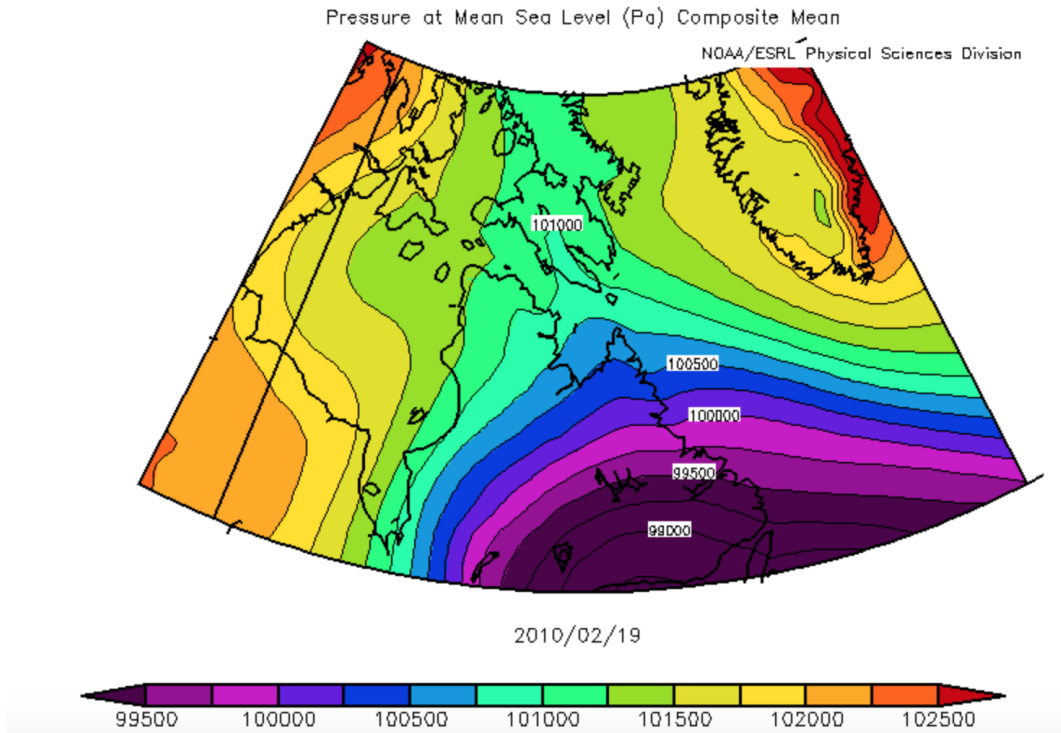 Pressure at Mean Sea Level (Pa) Composite Mean
NOAA/ESRL Physical Sciences Division
101000
100500
100000
99500
99000
2010/02/19
99500 100000 100500 101000 101500 102000 102500